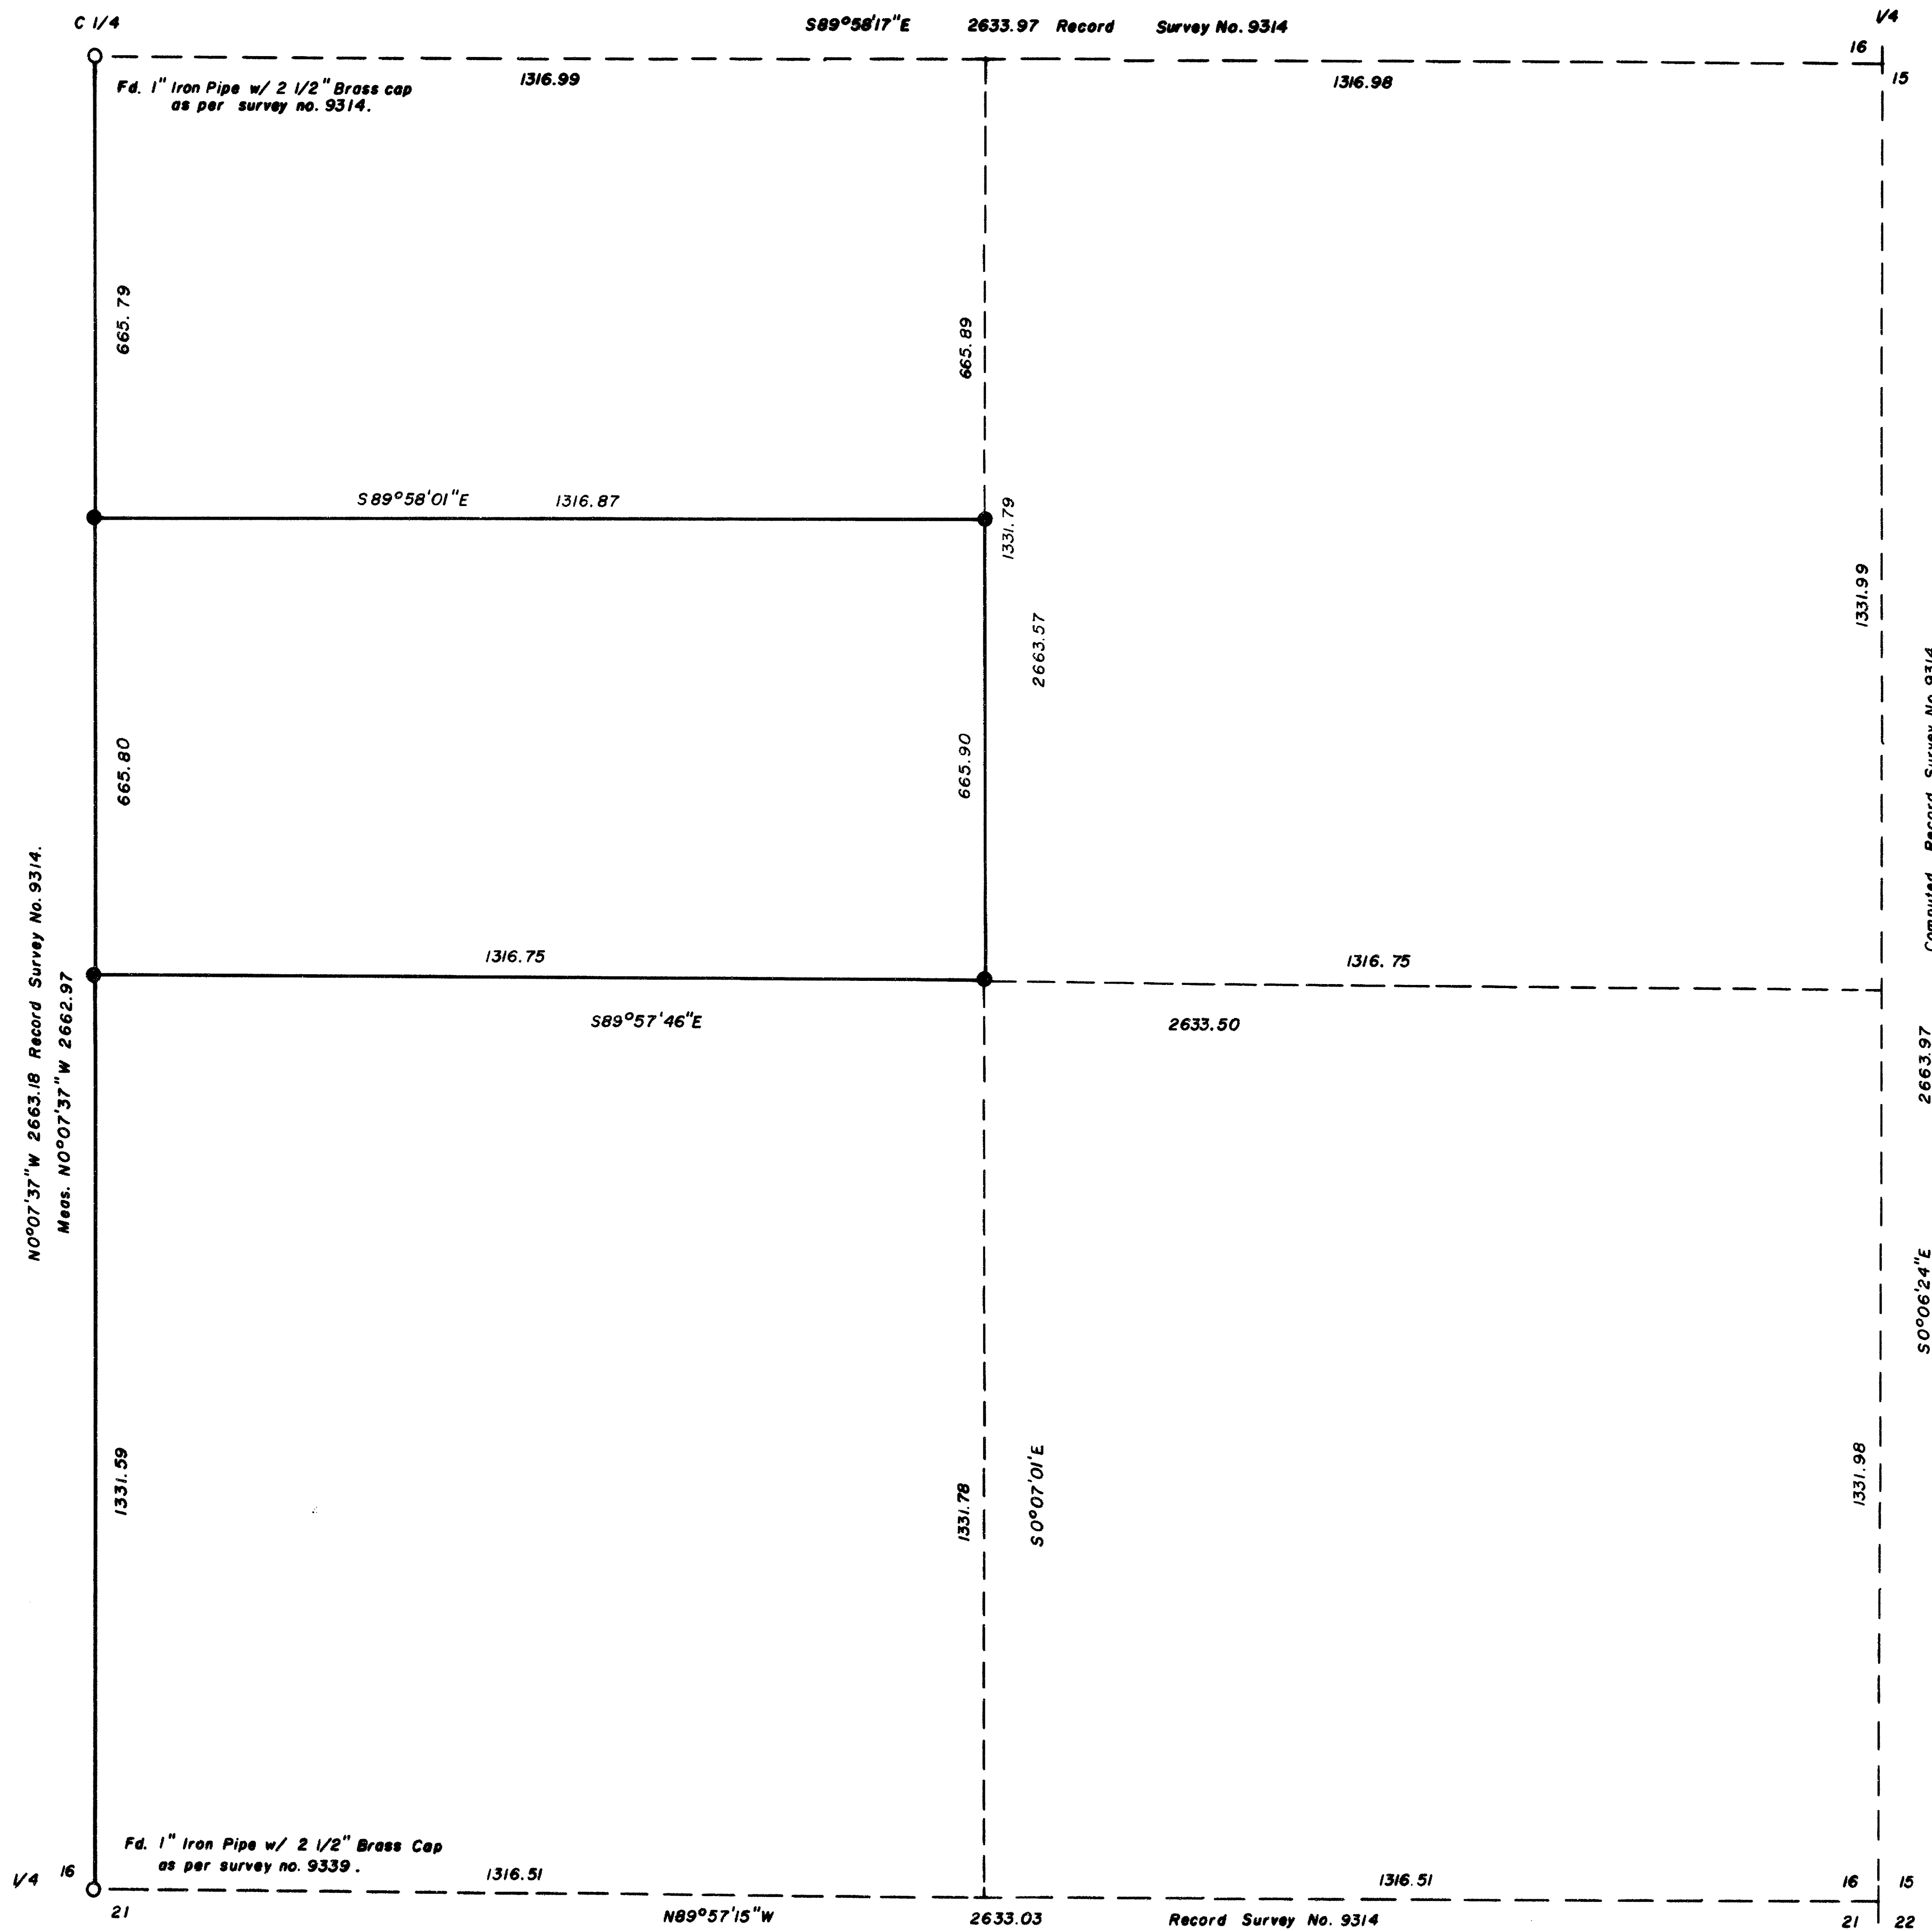 C 1/4
S89°58'17"E 2633.97 Record Survey No. 9314
1/4
16
15
Fd. 1" Iron Pipe w/ 2 1/2" Brass cap
as per survey no. 9314.
1316.99
1316.98
665.79
665.89
S89°58'01"E 1316.87
1331.79
2663.57
1331.99
Computed Record Survey No. 9314
665.80
665.90
N0°07'37"W 2663.18 Record Survey No. 9314.
Meas. N0°07'37"W 2662.97
1316.75
1316.75
S89°57'46"E
2633.50
2663.97
S0°06'24"E
1331.59
1331.78
S0°07'01'E
1331.98
Fd. 1" Iron Pipe w/ 2 1/2" Brass Cap
as per survey no. 9339.
1/4 16
21
1316.51
1316.51
16 15
N89°57'15"W 2633.03 Record Survey No. 9314
21 22